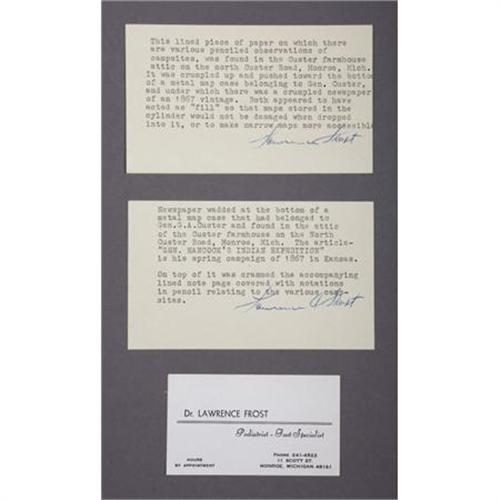 This lined piece of paper on which there
are various penciled observations of
campsites, was found in the Custer farmhouse
attic on the north Custer Road, Monroe, Mich.
It was crumpled up and pushed toward the bottom
of a metal map case belonging to Gen. Custer,
and under which there was a crumpled newspaper
of an 1867 vintage. Both appeared to have
acted as "fill" so that maps stored in the
cylinder would not be damaged when dropped
into it, or to make narrow maps more accessible
Lawrence Frost
Newspaper wadded at the bottom of a
metal map case that had belonged to
Gen.G.A.Custer and found in the attic
of the Custer farmhouse on the North
Custer Road, Monroe, Mich. The article-
"GEN. HANCOCK'S INDIAN EXPEDITION"
is his spring campaign of 1867 in Kansas.
On top of it was crammed the accompanying
lined note page covered with notations
in pencil relating to the various camp
sites.
Lawrence A Frost
Dr. LAWRENCE FROST
Podiatrist - Foot Specialist
HOURS
BY APPOINTMENT
PHONES 241-4522
11 SCOTT ST.
MONROE, MICHIGAN 48161